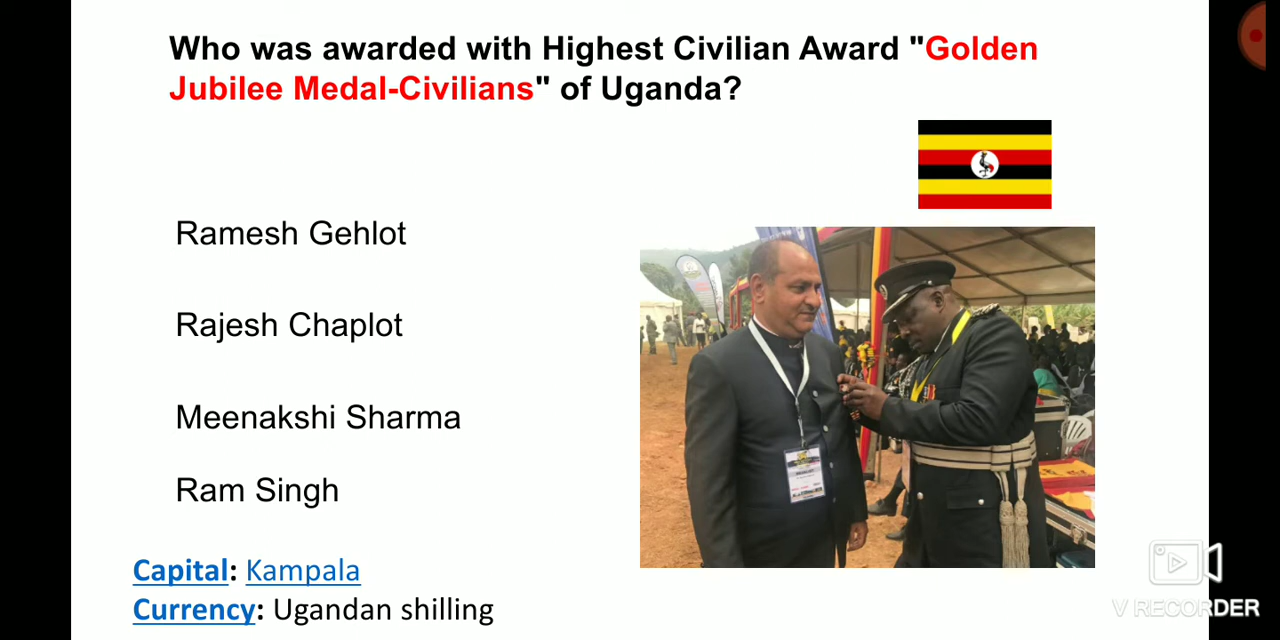 Who was awarded with Highest Civilian Award "Golden
Jubilee Medal-Civilians" of Uganda?
Ramesh Gehlot
Rajesh Chaplot
Meenakshi Sharma
Ram Singh
Capital: Kampala
Currency: Ugandan shilling
V RECORDER